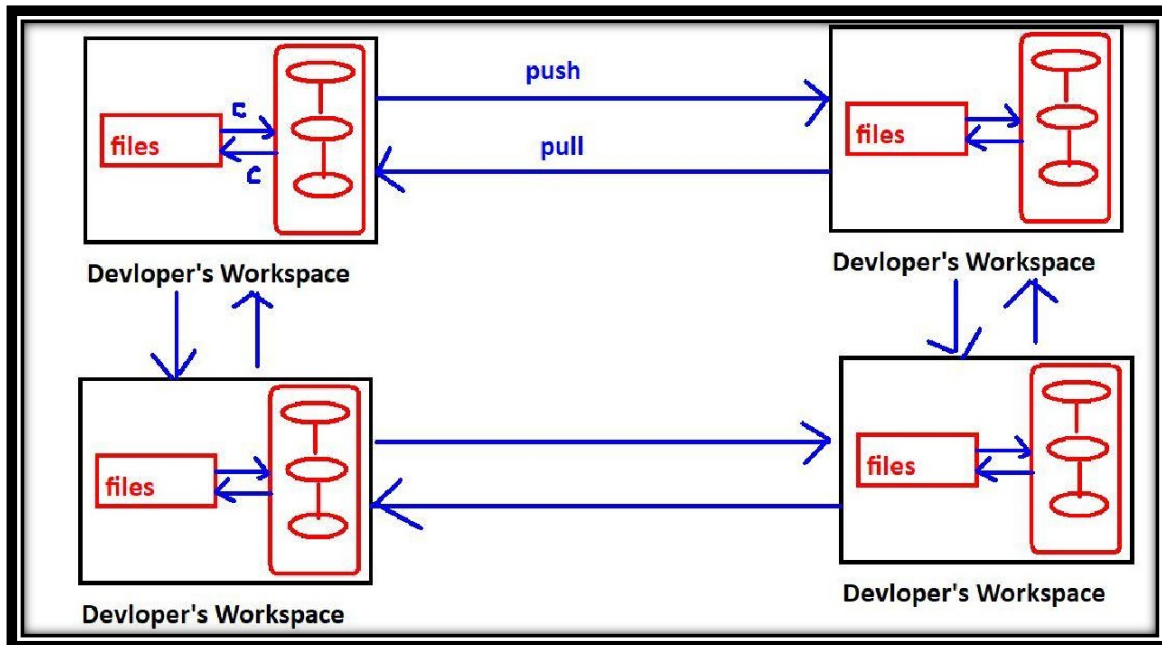 push
files
c
c
pull
files
Devloper's Workspace
Devloper's Workspace
files
files
Devloper's Workspace
Devloper's Workspace